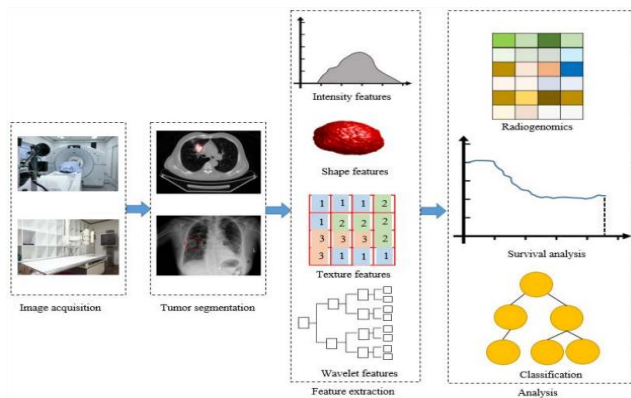 Image acquisition
Tumor segmentation
Intensity features
Shape features
1 1 1 2
1 2 2 2
3 3 3 2
3 1 1 1
Texture features
Wavelet features
Feature extraction
Radiogenomics
Survival analysis
Classification
Analysis